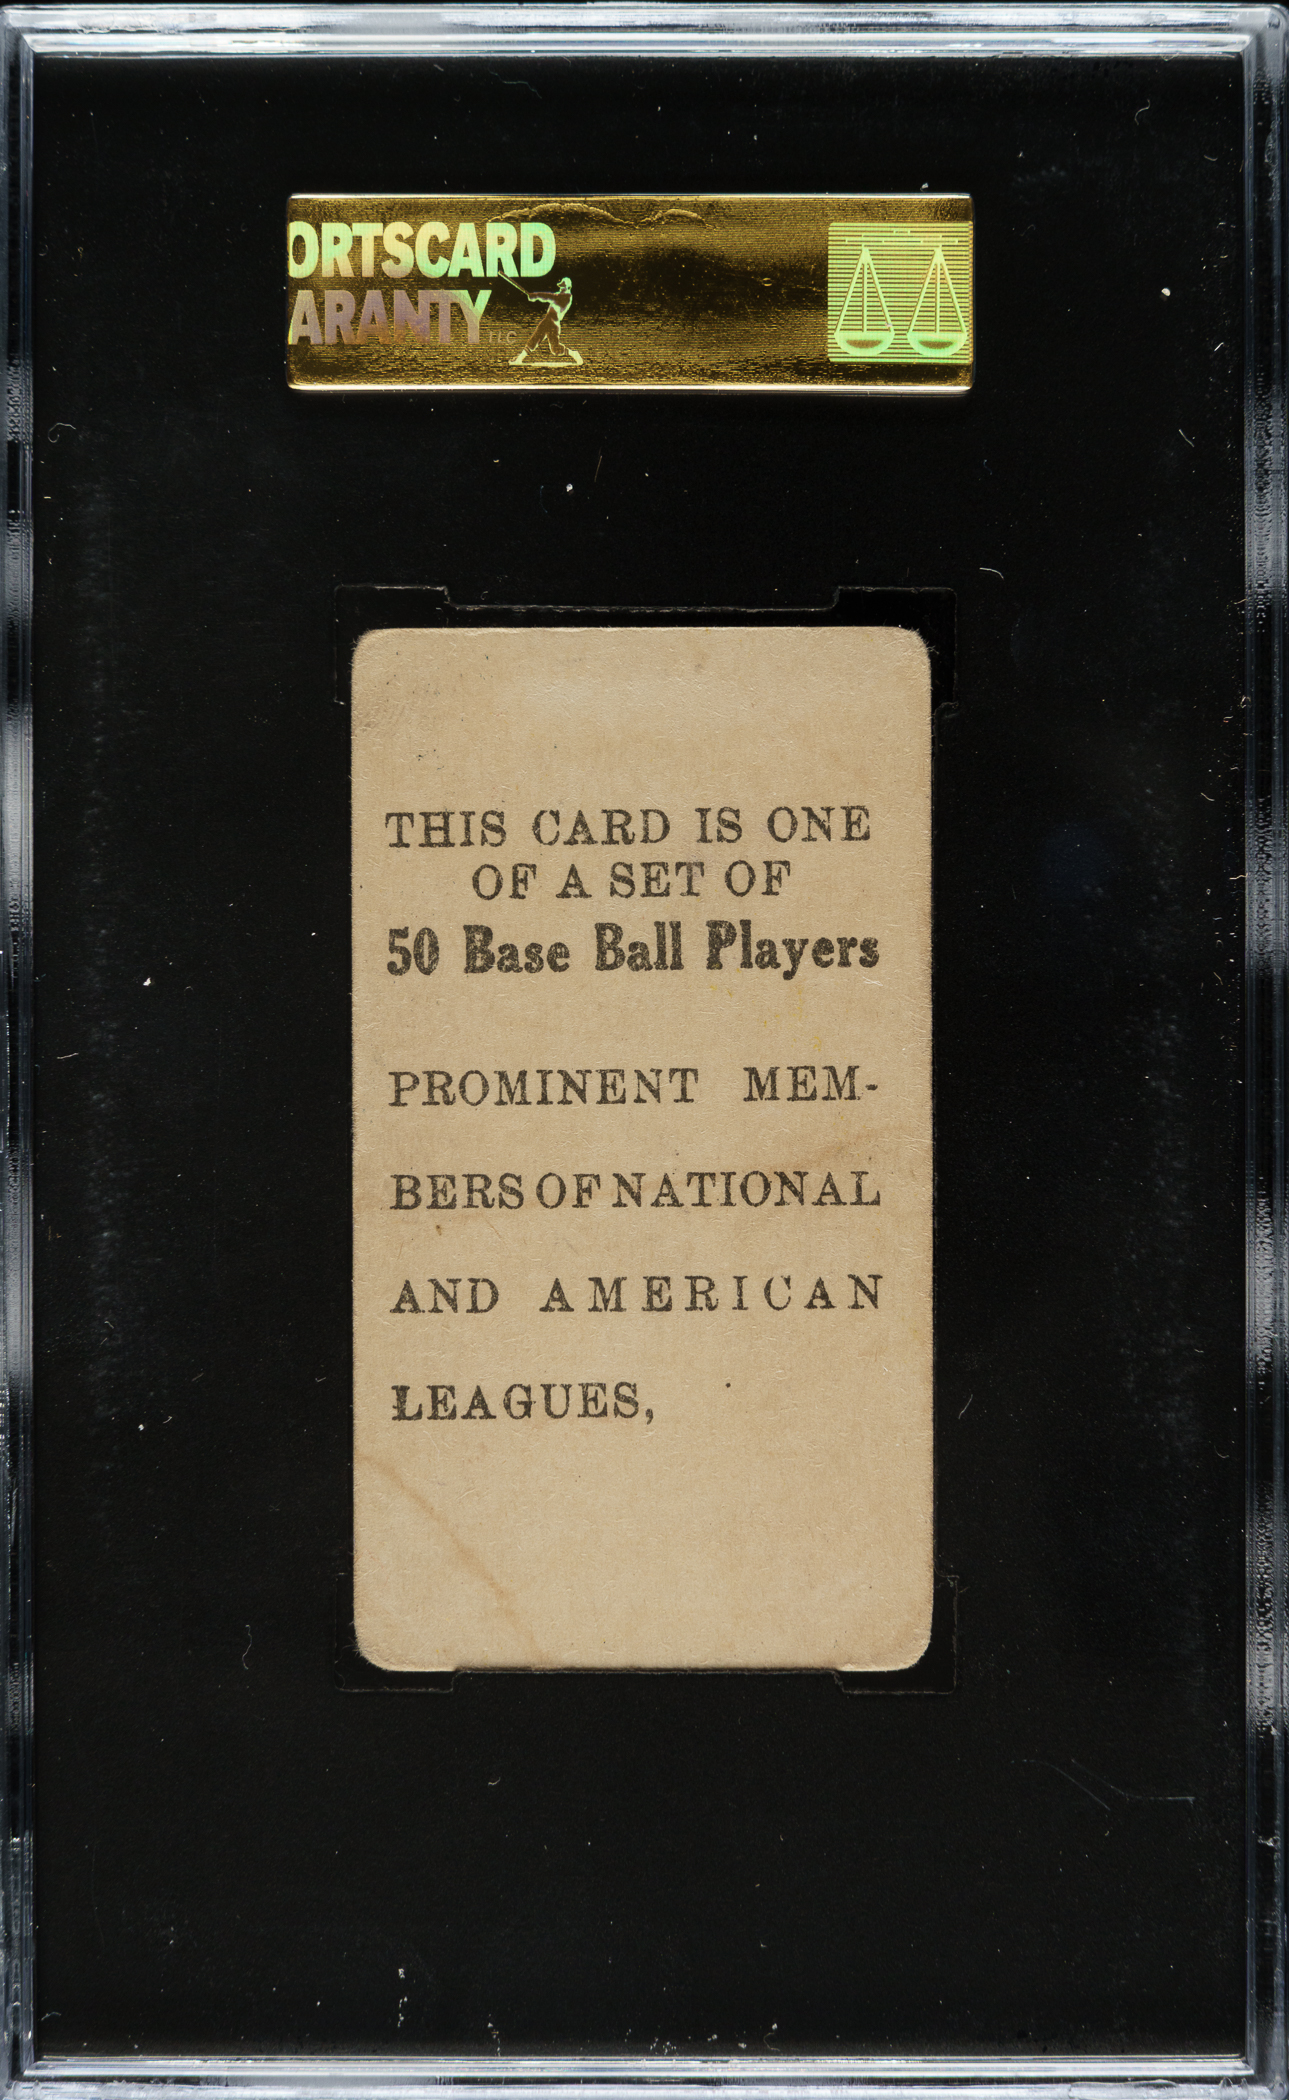 ORTSCARD
ARANTY LLC
THIS CARD IS ONE
OF A SET OF
50 Base Ball Players
PROMINENT MEM-
BERS OF NATIONAL
AND AMERICAN
LEAGUES,